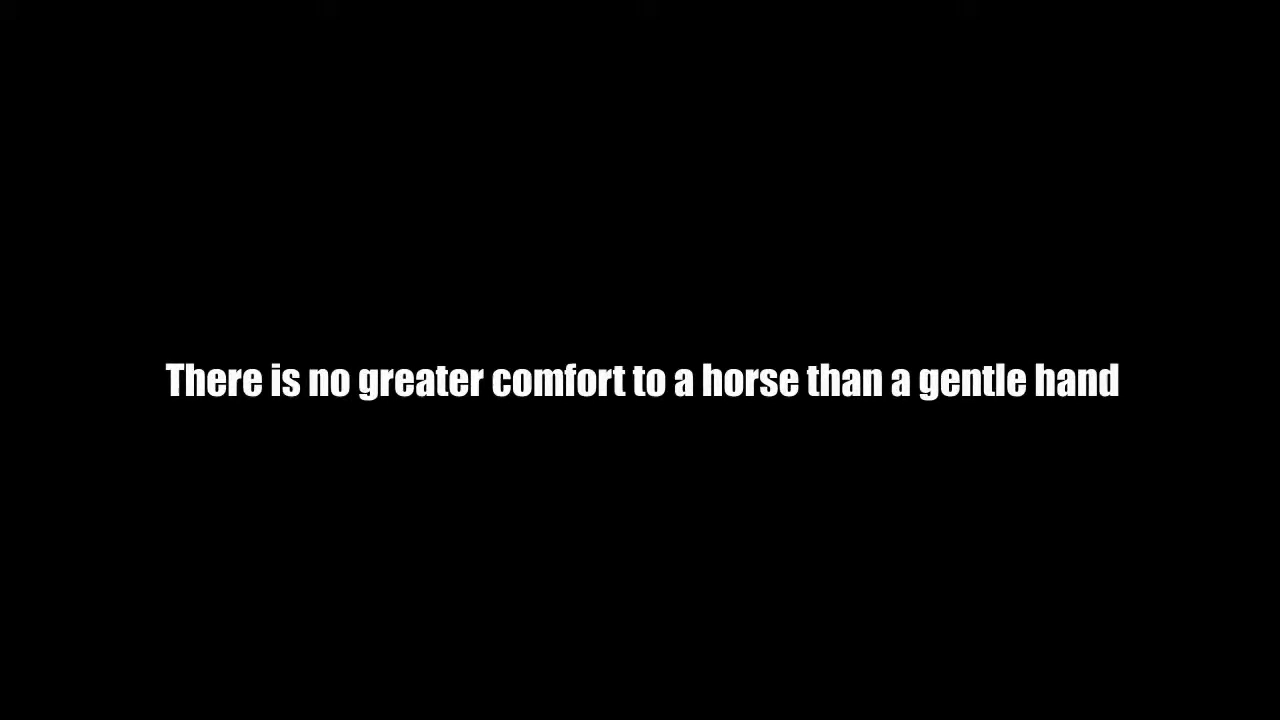 There is no greater comfort to a horse than a gentle hand